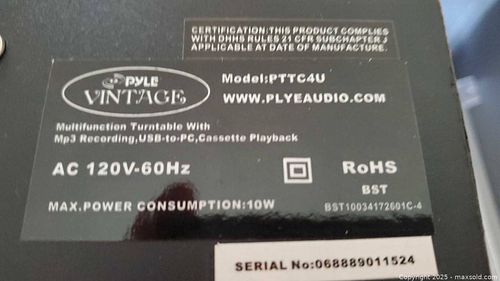 CERTIFICATION:THIS PRODUCT COMPLIES
WITH DHHS RULES 21 CFR SUBCHAPTER J
APPLICABLE AT DATE OF MANUFACTURE.
PYLE
VINTAGE
Model:PTTC4U
WWW.PLYEAUDIO.COM
Multifunction Turntable With
Mp3 Recording,USB-to-PC,Cassette Playback
AC 120V-60Hz
RoHS
BST
MAX.POWER CONSUMPTION:10W
BST10034172601C-4
SERIAL No:068889011524
Copyright 2025 - maxsold.com